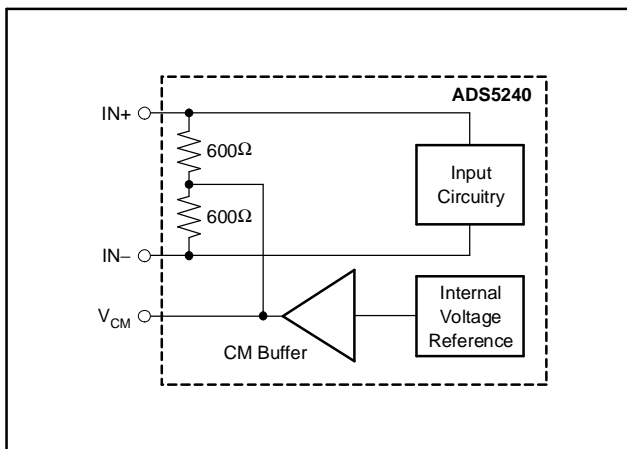 ADS5240
IN+
600Ω
Input
Circuitry
600Ω
IN−
VCM
CM Buffer
Internal
Voltage
Reference